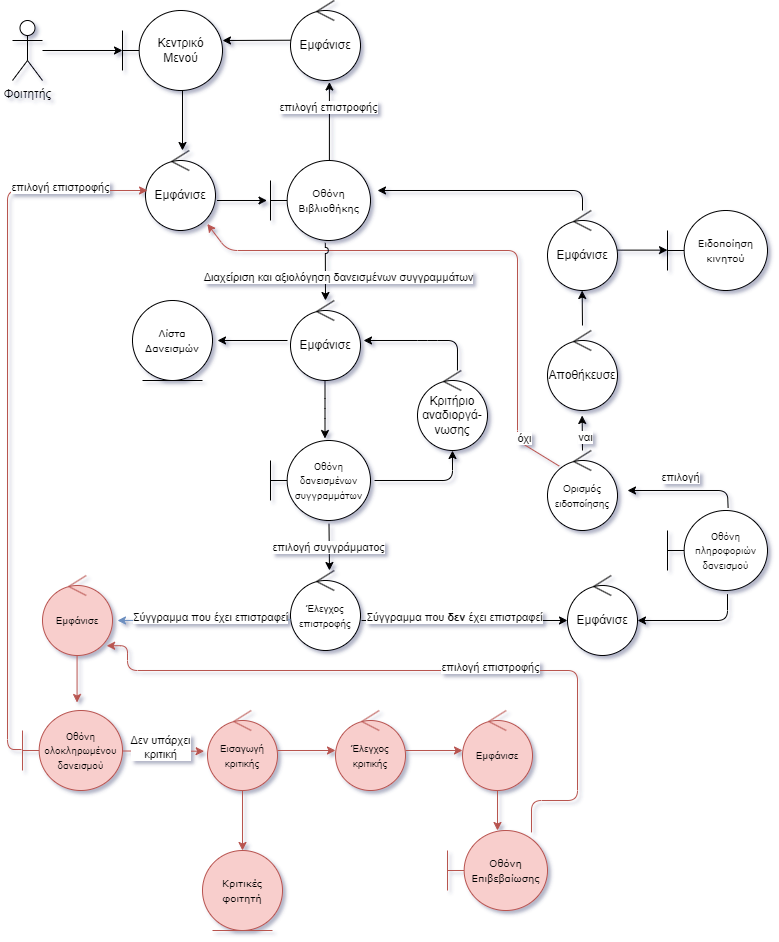 Κεντρικό
Μενού
Εμφάνισε
Φοιτητής
επιλογή επιστροφής
επιλογή επιστροφής
Εμφάνισε
Οθόνη
Βιβλιοθήκης
Εμφάνισε
Ειδοποίηση
κινητού
Διαχείριση και αξιολόγηση δανεισμένων συγγραμμάτων
Λίστα
Δανεισμών
Εμφάνισε
Αποθήκευσε
Κριτήριο
αναδιοργά-
νωσης
όχι
ναι
Οθόνη
δανεισμένων
συγγραμμάτων
επιλογή
Ορισμός
ειδοποίησης
Οθόνη
πληροφοριών
δανεισμού
επιλογή συγγράμματος
Εμφάνισε
Σύγγραμμα που έχει επιστραφεί
Έλεγχος
επιστροφής
Σύγγραμμα που δεν έχει επιστραφεί
Εμφάνισε
επιλογή επιστροφής
Οθόνη
ολοκληρωμένου
δανεισμού
Δεν υπάρχει
κριτική
Εισαγωγή
κριτικής
Έλεγχος
κριτικής
Εμφάνισε
Κριτικές
φοιτητή
Οθόνη
Επιβεβαίωσης